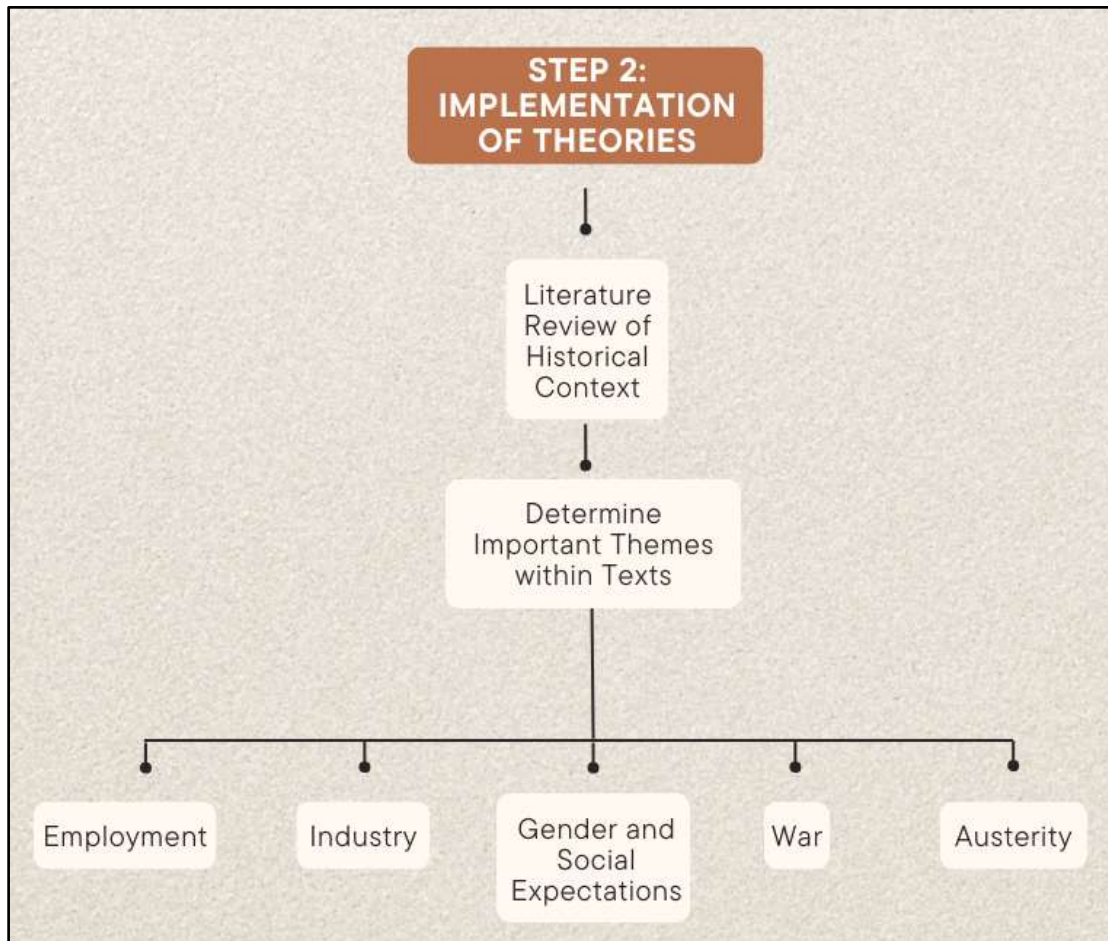 STEP 2:
IMPLEMENTATION
OF THEORIES
Literature
Review of
Historical
Context
Determine
Important Themes
within Texts
Employment
Industry
Gender and
Social
Expectations
War
Austerity